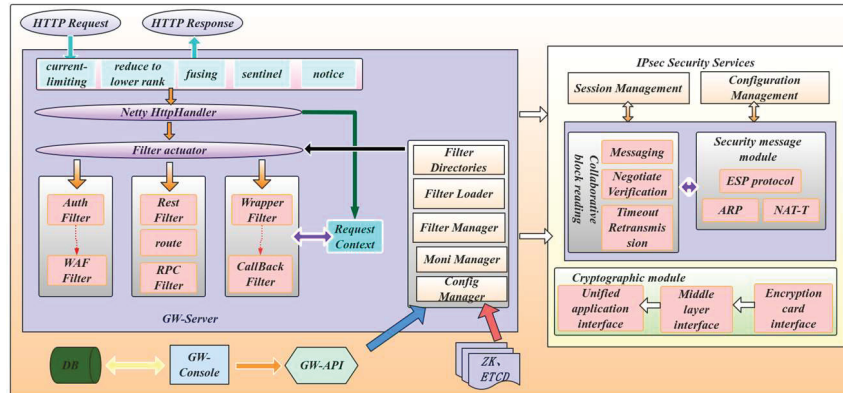 HTTP Request
HTTP Response
current-
limiting
reduce to
lower rank
fusing
sentinel
notice
Netty HttpHandler
Filter actuator
Auth
Filter
WAF
Filter
Rest
Filter
route
RPC
Filter
Wrapper
Filter
CallBack
Filter
Request
Context
Filter
Directories
Filter Loader
Filter Manager
Moni Manager
Config
Manager
GW-Server
DB
GW-
Console
GW-API
ZK、
ETCD
IPsec Security Services
Session Management
Configuration
Management
Collaborative
block reading
Messaging
Negotiate
Verification
Timeout
Retransmis
sion
Security message
module
ESP protocol
ARP
NAT-T
Cryptographic module
Unified
application
interface
Middle
layer
interface
Encryption
card
interface